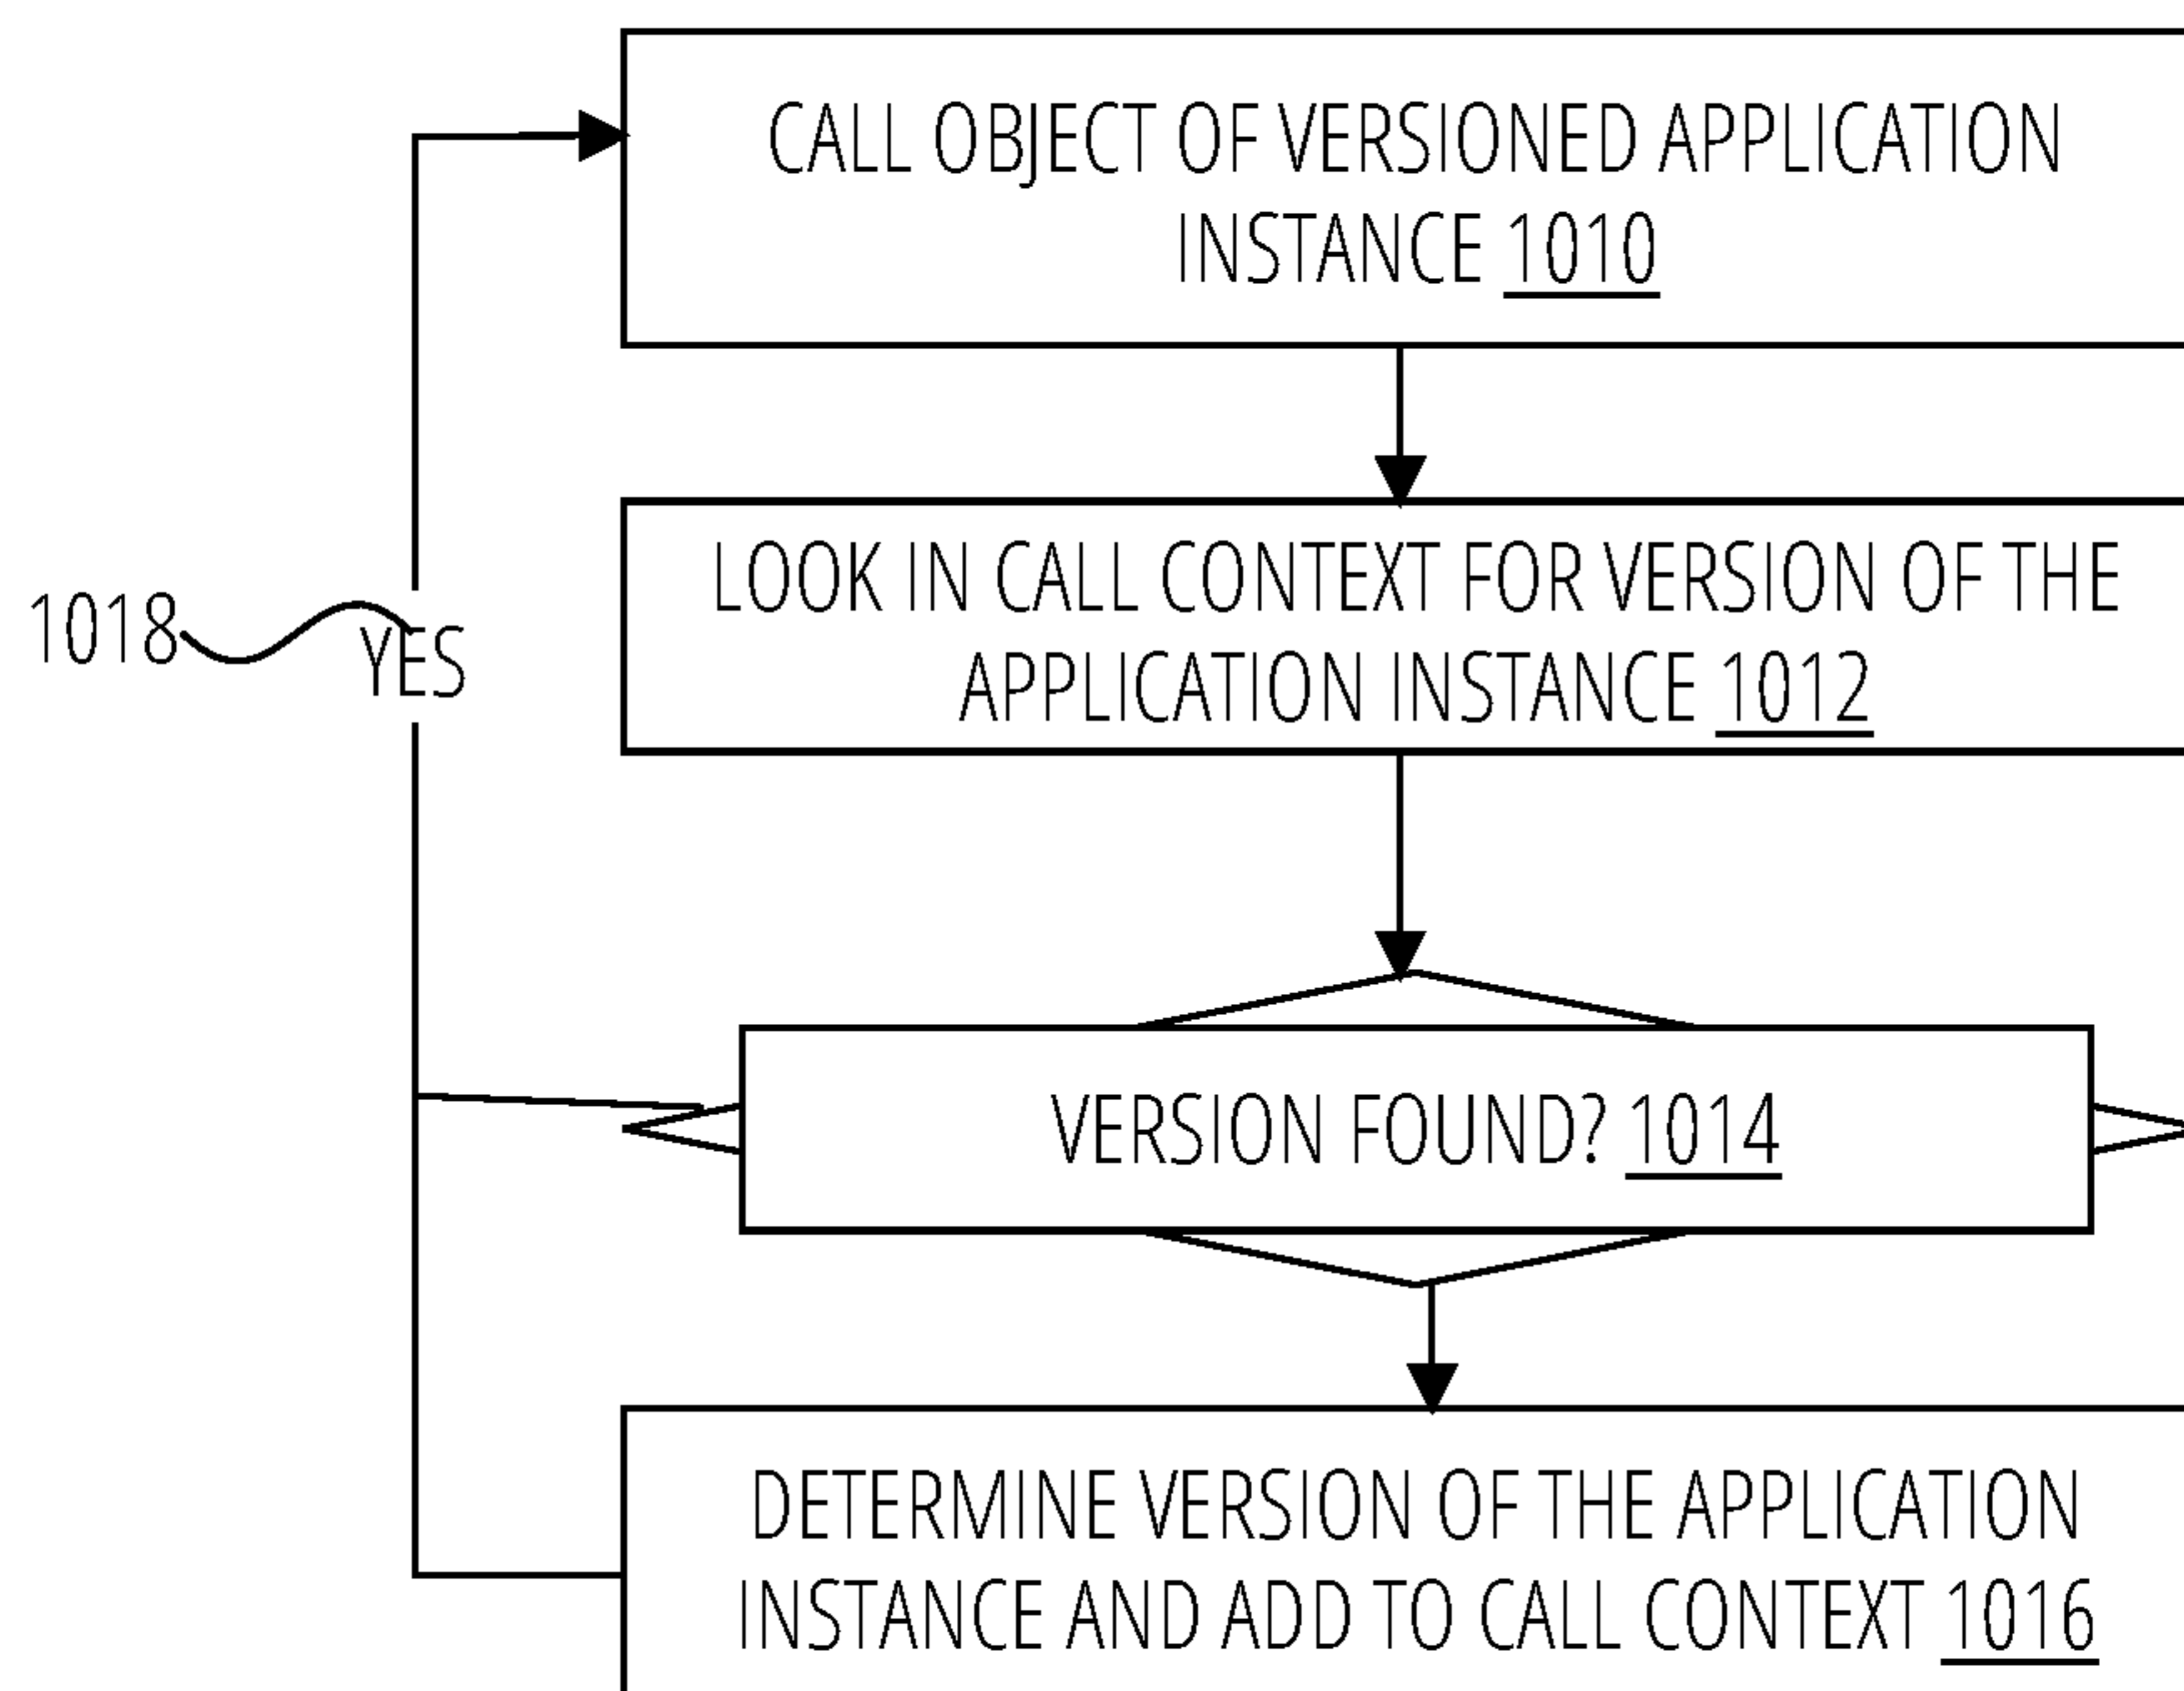 CALL OBJECT OF VERSIONED APPLICATION
INSTANCE 1010
LOOK IN CALL CONTEXT FOR VERSION OF THE
APPLICATION INSTANCE 1012
1018
YES
VERSION FOUND? 1014
DETERMINE VERSION OF THE APPLICATION
INSTANCE AND ADD TO CALL CONTEXT 1016